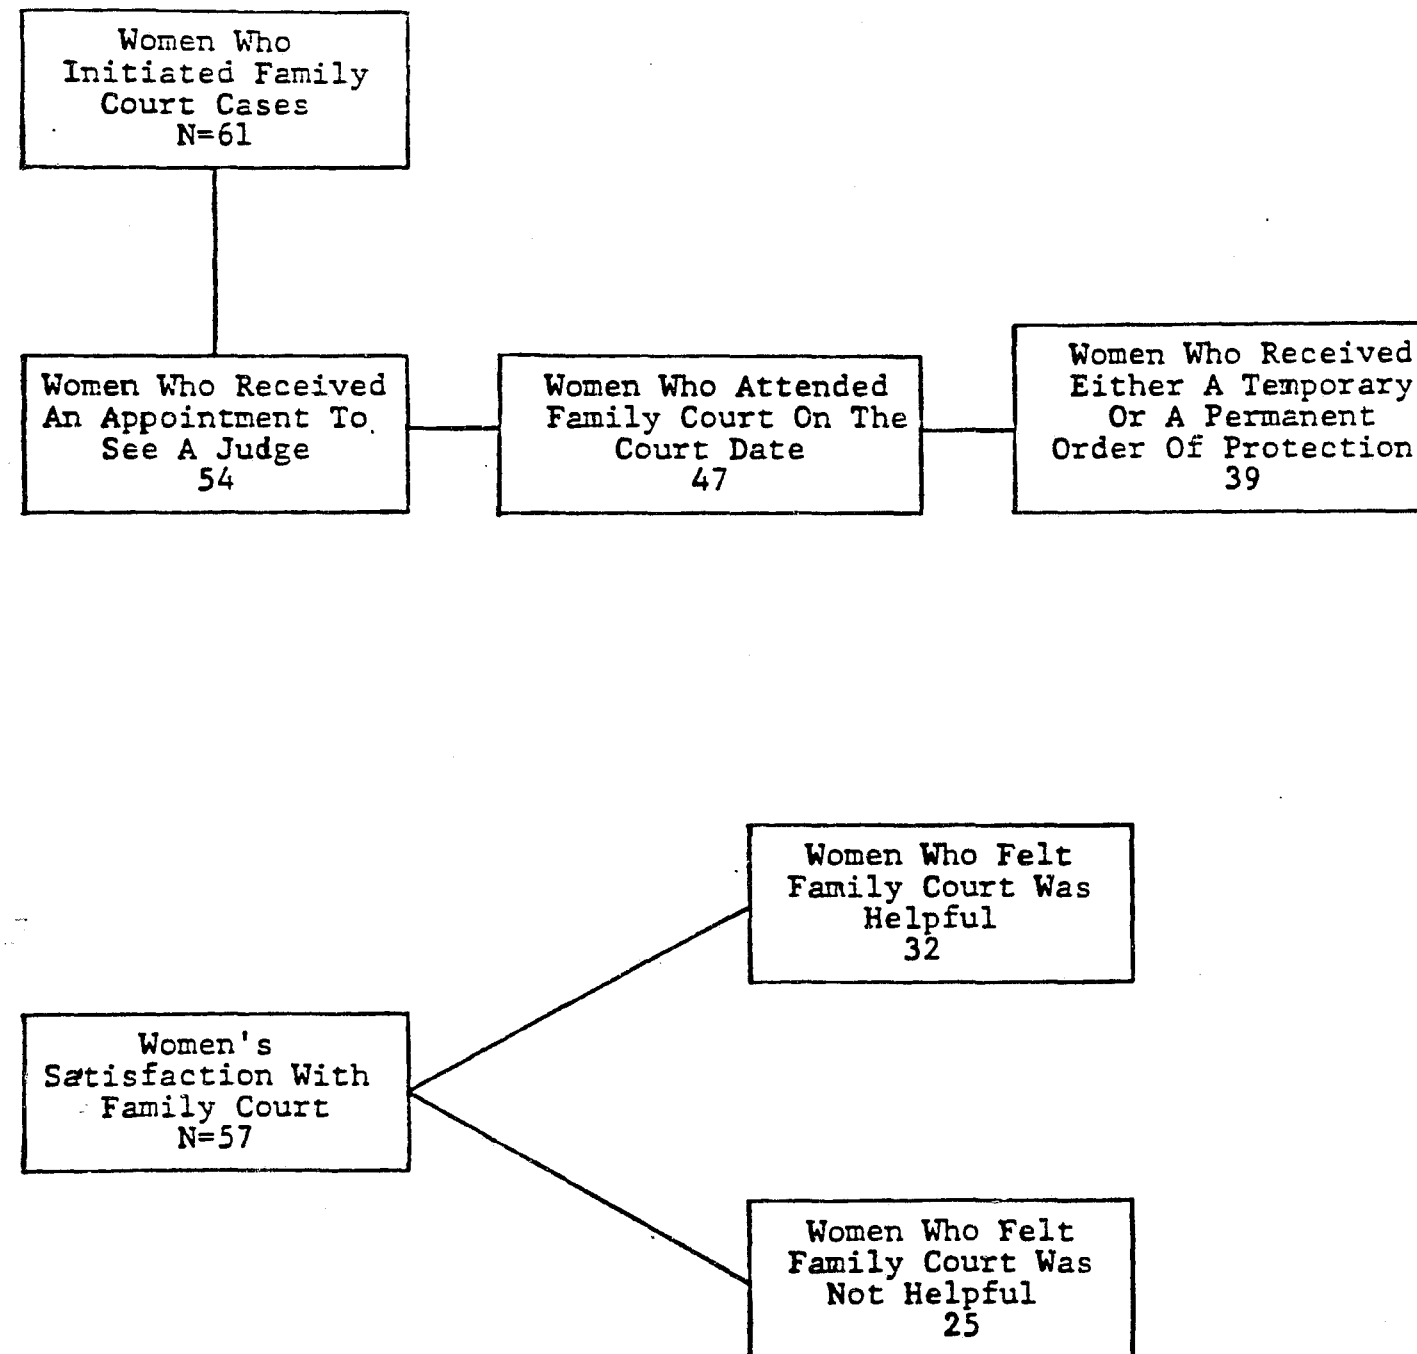 Women Who
Initiated Family
Court Cases
N=61
Women Who Received
An Appointment To
See A Judge
54
Women Who Attended
Family Court On The
Court Date
47
Women Who Received
Either A Temporary
Or A Permanent
Order Of Protection
39
Women Who Felt
Family Court Was
Helpful
32
Women's
Satisfaction With
Family Court
N=57
Women Who Felt
Family Court Was
Not Helpful
25